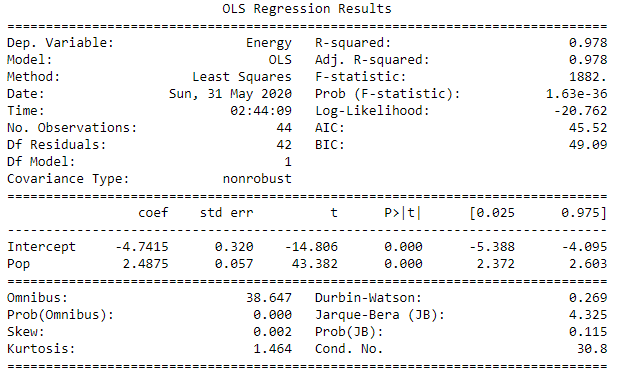 OLS Regression Results
==============================================================================
Dep. Variable:                 Energy   R-squared:                       0.978
Model:                            OLS   Adj. R-squared:                  0.978
Method:                 Least Squares   F-statistic:                     1882.
Date:                Sun, 31 May 2020   Prob (F-statistic):           1.63e-36
Time:                        02:44:09   Log-Likelihood:                -20.762
No. Observations:                  44   AIC:                             45.52
Df Residuals:                      42   BIC:                             49.09
Df Model:                           1
Covariance Type:            nonrobust
==============================================================================
                 coef    std err          t      P>|t|      [0.025      0.975]
------------------------------------------------------------------------------
Intercept     -4.7415      0.320    -14.806      0.000      -5.388      -4.095
Pop            2.4875      0.057     43.382      0.000       2.372       2.603
==============================================================================
Omnibus:                       38.647   Durbin-Watson:                   0.269
Prob(Omnibus):                  0.000   Jarque-Bera (JB):                4.325
Skew:                           0.002   Prob(JB):                        0.115
Kurtosis:                       1.464   Cond. No.                         30.8
==============================================================================